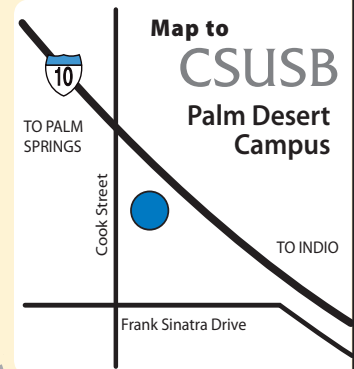 Map to
CSUSB
Palm Desert
Campus
10
TO PALM
SPRINGS
Cook Street
TO INDIO
Frank Sinatra Drive